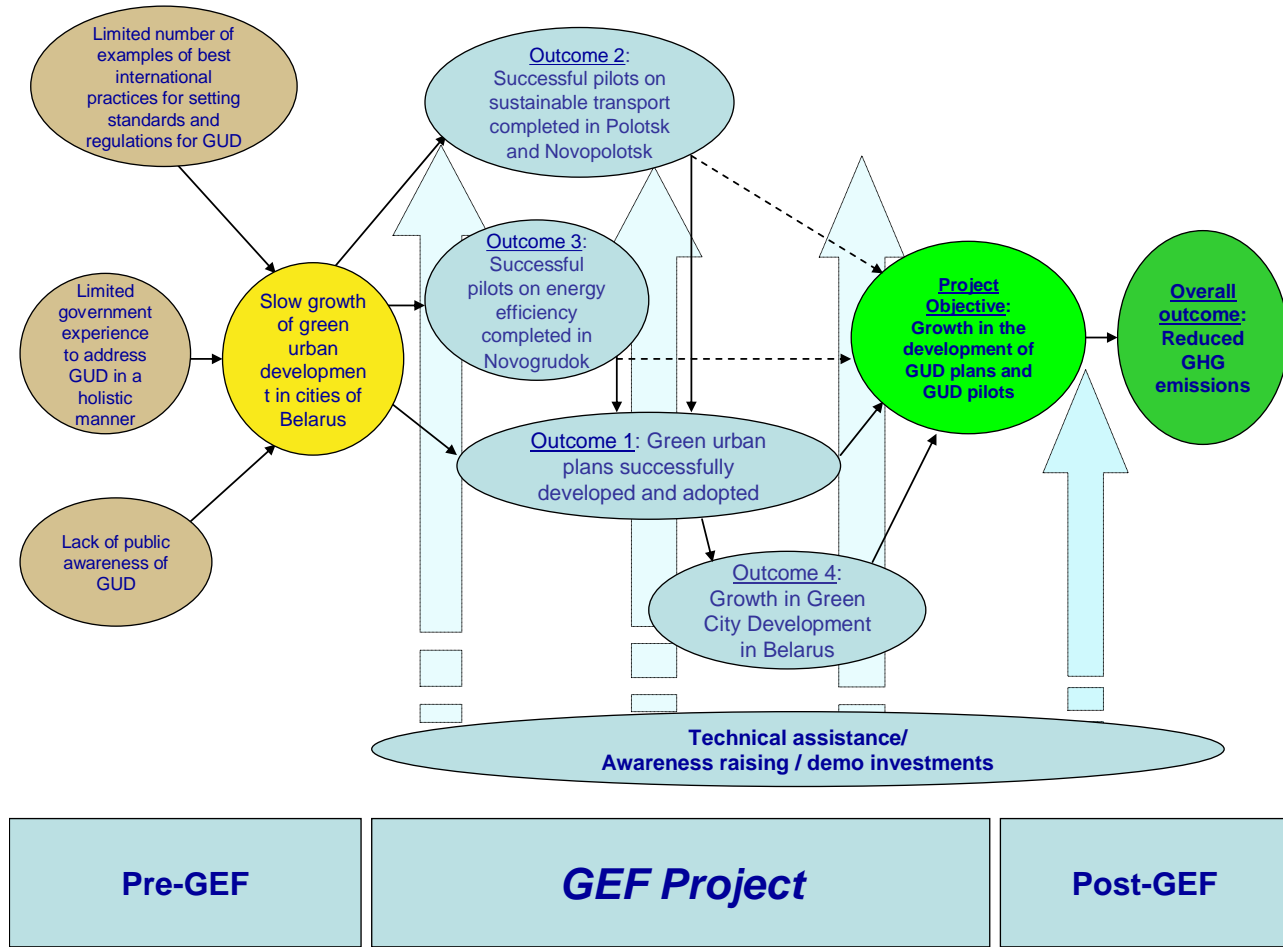 Limited number of
examples of best
international
practices for setting
standards and
regulations for GUD
Limited
government
experience
to address
GUD in a
holistic
manner
Lack of public
awareness of
GUD
Slow growth
of green
urban
developmen
t in cities of
Belarus
Outcome 2:
Successful pilots on
sustainable transport
completed in Polotsk
and Novopolotsk
Outcome 3:
Successful
pilots on energy
efficiency
completed in
Novogrudok
Outcome 1: Green urban
plans successfully
developed and adopted
Outcome 4:
Growth in Green
City Development
in Belarus
Project
Objective:
Growth in the
development of
GUD plans and
GUD pilots
Overall
outcome:
Reduced
GHG
emissions
Technical assistance/
Awareness raising / demo investments
Pre-GEF
GEF Project
Post-GEF